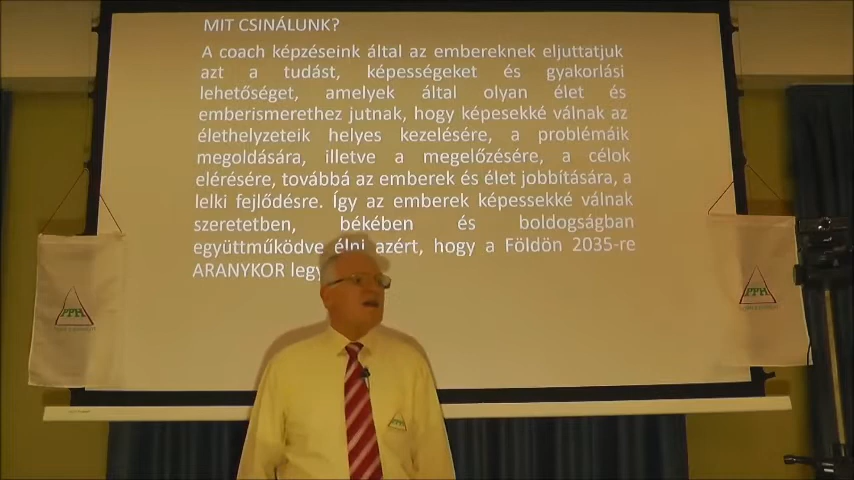 MIT CSINÁLUNK?
A coach képzéseink által az embereknek eljuttatjuk
azt a tudást, képességeket és gyakorlási
lehetőséget, amelyek által olyan élet és
emberismerethez jutnak, hogy képesekké válnak az
élethelyzeteik helyes kezelésére, a problémáik
megoldására, illetve a megelőzésére, a célok
elérésére, továbbá az emberek és élet jobbítására, a
lelki fejlődésre. Így az emberek képessekké válnak
szeretetben, békében és boldogságban
együttműködve élni azért, hogy a Földön 2035-re
ARANYKOR legy
PPH
PPH